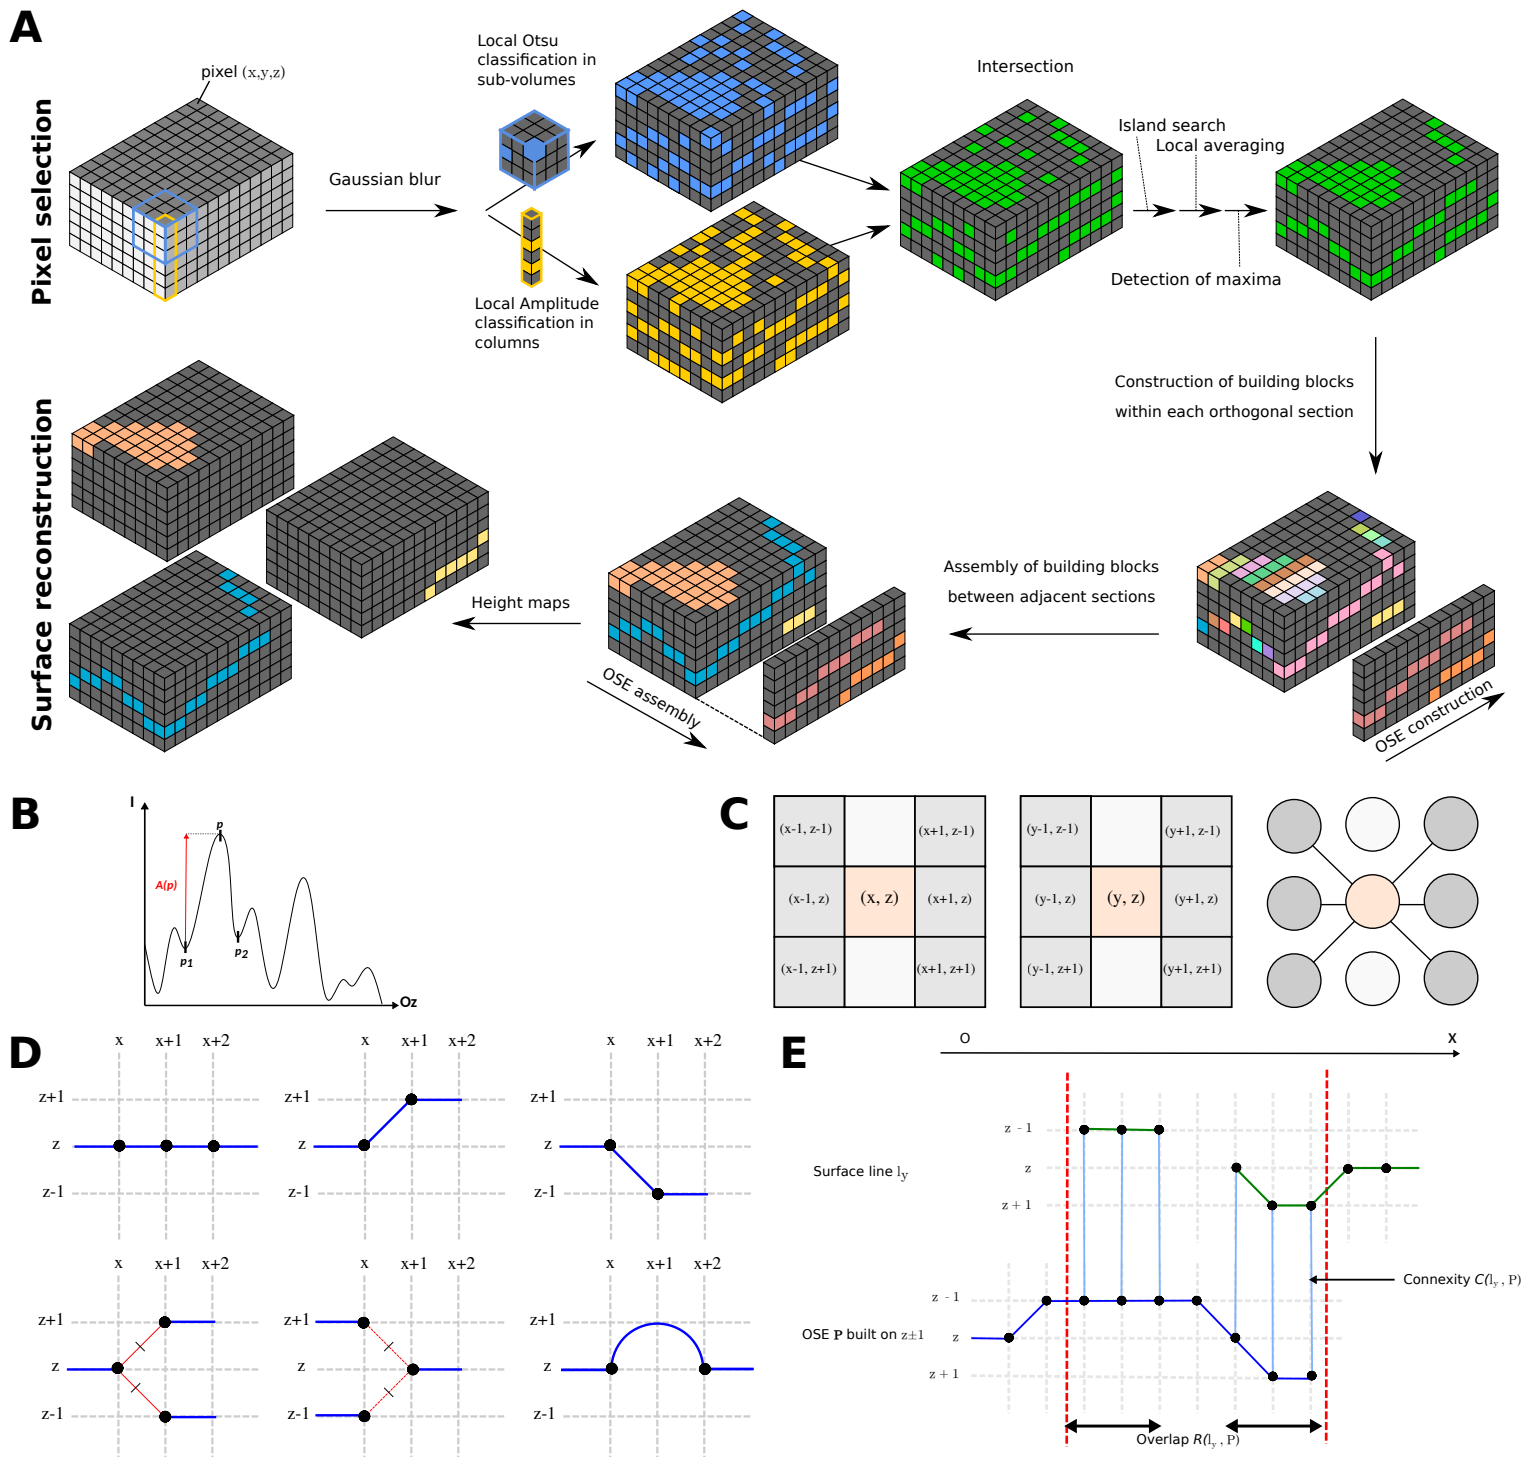 A
Pixel selection
pixel (x,y,z)
Gaussian blur
Local Otsu
classification in
sub-volumes
Local Amplitude
classification in
columns
Intersection
Island search
Local averaging
Detection of maxima
Construction of building blocks
within each orthogonal section
Surface reconstruction
Height maps
OSE assembly
Assembly of building blocks
between adjacent sections
OSE construction
B
I
p
A(p)
p1
p2
Oz
C
(x-1, z-1)
(x+1, z-1)
(x-1, z)
(x, z)
(x+1, z)
(x-1, z+1)
(x+1, z+1)
(y-1, z-1)
(y+1, z-1)
(y-1, z)
(y, z)
(y+1, z)
(y-1, z+1)
(y+1, z+1)
D
x x+1 x+2
z+1
z
z-1
x x+1 x+2
z+1
z
z-1
x x+1 x+2
z+1
z
z-1
x x+1 x+2
z+1
z
z-1
x x+1 x+2
z+1
z
z-1
x x+1 x+2
z+1
z
z-1
E
O
X
z - 1
Surface line ly
z
z + 1
Connexity C(ly , P)
z - 1
OSE P built on z±1
z
z + 1
Overlap R(ly , P)